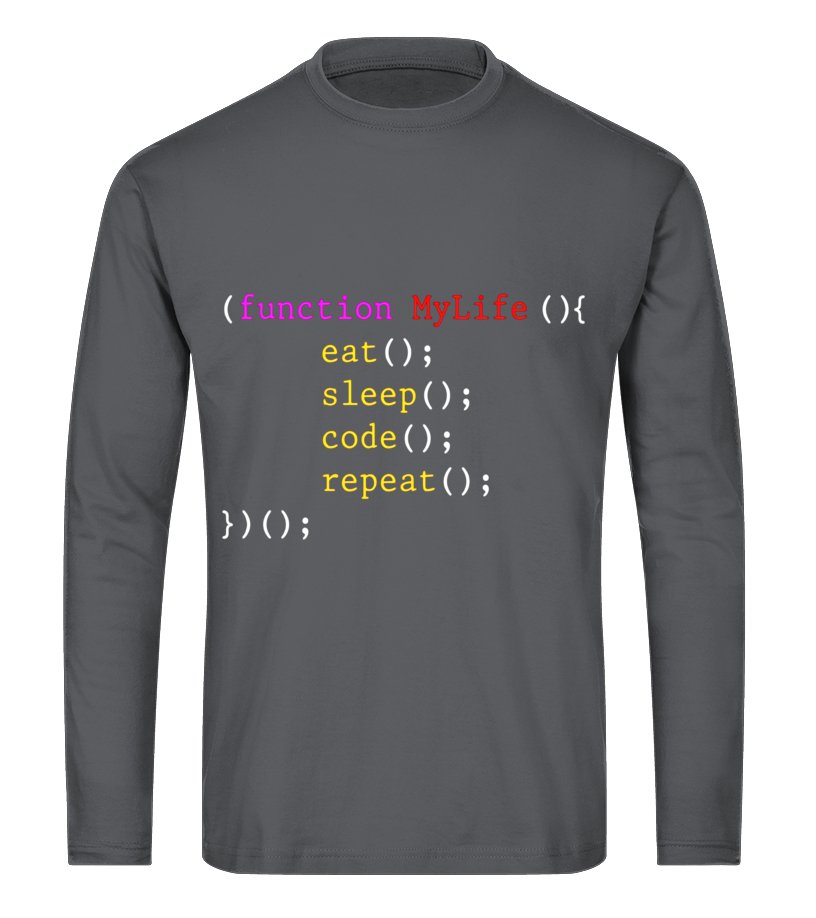 (function MyLife (){
eat();
sleep();
code();
repeat();
})();